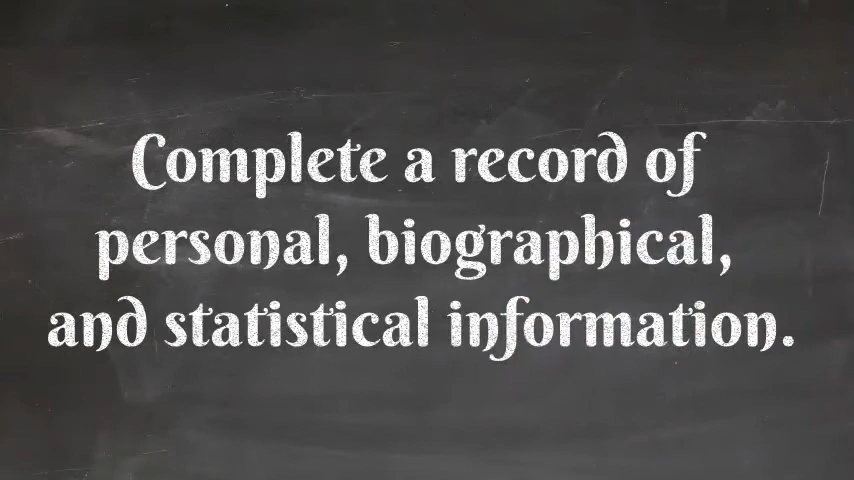 Complete a record of
personal, biographical,
and statistical information.